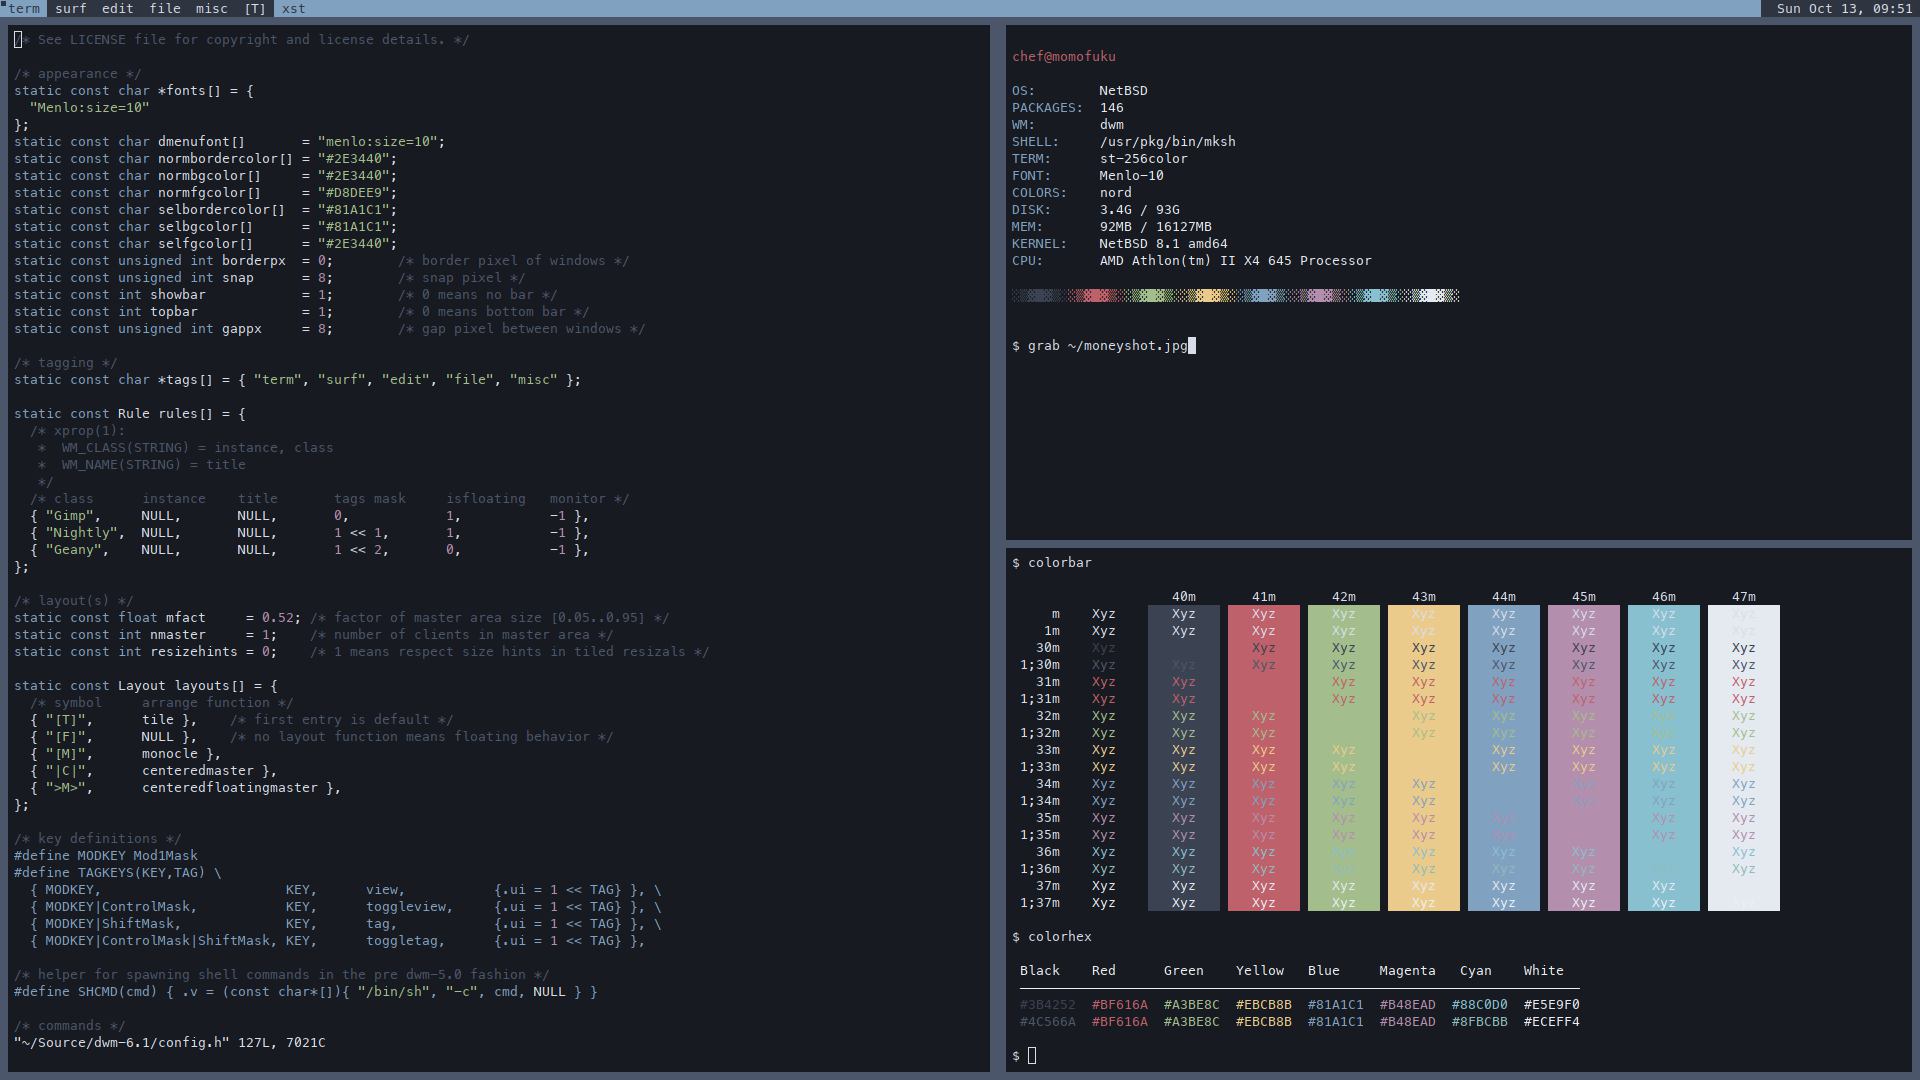 term surf edit file misc [T] xst Sun Oct 13, 09:51
/* See LICENSE file for copyright and license details. */
/* appearance */
static const char *fonts[] = {
"Menlo:size=10"
};
static const char dmenufont[] = "menlo:size=10";
static const char normbordercolor[] = "#2E3440";
static const char normbgcolor[] = "#2E3440";
static const char normfgcolor[] = "#D8DEE9";
static const char selbordercolor[] = "#81A1C1";
static const char selbgcolor[] = "#81A1C1";
static const char selfgcolor[] = "#2E3440";
static const unsigned int borderpx = 0; /* border pixel of windows */
static const unsigned int snap = 8; /* snap pixel */
static const int showbar = 1; /* 0 means no bar */
static const int topbar = 1; /* 0 means bottom bar */
static const unsigned int gappx = 8; /* gap pixel between windows */
/* tagging */
static const char *tags[] = { "term", "surf", "edit", "file", "misc" };
static const Rule rules[] = {
/* xprop(1):
* WM_CLASS(STRING) = instance, class
* WM_NAME(STRING) = title
*/
/* class instance title tags mask isfloating monitor */
{ "Gimp", NULL, NULL, 0, 1, -1 },
{ "Nightly", NULL, NULL, 1 << 1, 1, -1 },
{ "Geany", NULL, NULL, 1 << 2, 0, -1 },
};
/* layout(s) */
static const float mfact = 0.52; /* factor of master area size [0.05..0.95] */
static const int nmaster = 1; /* number of clients in master area */
static const int resizehints = 0; /* 1 means respect size hints in tiled resizals */
static const Layout layouts[] = {
/* symbol arrange function */
{ "[T]", tile }, /* first entry is default */
{ "[F]", NULL }, /* no layout function means floating behavior */
{ "[M]", monocle },
{ "|C|", centeredmaster },
{ ">M>", centeredfloatingmaster },
};
/* key definitions */
#define MODKEY Mod1Mask
#define TAGKEYS(KEY,TAG) \
{ MODKEY, KEY, view, {.ui = 1 << TAG} }, \
{ MODKEY|ControlMask, KEY, toggleview, {.ui = 1 << TAG} }, \
{ MODKEY|ShiftMask, KEY, tag, {.ui = 1 << TAG} }, \
{ MODKEY|ControlMask|ShiftMask, KEY, toggletag, {.ui = 1 << TAG} },
/* helper for spawning shell commands in the pre dwm-5.0 fashion */
#define SHCMD(cmd) { .v = (const char*[]){ "/bin/sh", "-c", cmd, NULL } }
/* commands */
"~/Source/dwm-6.1/config.h" 127L, 7021C
chef@momofuku
OS: NetBSD
PACKAGES: 146
WM: dwm
SHELL: /usr/pkg/bin/mksh
TERM: st-256color
FONT: Menlo-10
COLORS: nord
DISK: 3.4G / 93G
MEM: 92MB / 16127MB
KERNEL: NetBSD 8.1 amd64
CPU: AMD Athlon(tm) II X4 645 Processor
$ grab ~/moneyshot.jpg
$ colorbar
40m 41m 42m 43m 44m 45m 46m 47m
m Xyz Xyz Xyz Xyz Xyz Xyz Xyz Xyz Xyz
1m Xyz Xyz Xyz Xyz Xyz Xyz Xyz Xyz Xyz
30m Xyz Xyz Xyz Xyz Xyz Xyz Xyz Xyz
1;30m Xyz Xyz Xyz Xyz Xyz Xyz Xyz Xyz Xyz
31m Xyz Xyz Xyz Xyz Xyz Xyz Xyz Xyz
1;31m Xyz Xyz Xyz Xyz Xyz Xyz Xyz Xyz
32m Xyz Xyz Xyz Xyz Xyz Xyz Xyz Xyz
1;32m Xyz Xyz Xyz Xyz Xyz Xyz Xyz Xyz
33m Xyz Xyz Xyz Xyz Xyz Xyz Xyz Xyz
1;33m Xyz Xyz Xyz Xyz Xyz Xyz Xyz Xyz
34m Xyz Xyz Xyz Xyz Xyz Xyz Xyz Xyz
1;34m Xyz Xyz Xyz Xyz Xyz Xyz Xyz Xyz
35m Xyz Xyz Xyz Xyz Xyz Xyz Xyz Xyz
1;35m Xyz Xyz Xyz Xyz Xyz Xyz Xyz Xyz
36m Xyz Xyz Xyz Xyz Xyz Xyz Xyz Xyz
1;36m Xyz Xyz Xyz Xyz Xyz Xyz Xyz Xyz
37m Xyz Xyz Xyz Xyz Xyz Xyz Xyz Xyz
1;37m Xyz Xyz Xyz Xyz Xyz Xyz Xyz Xyz
$ colorhex
Black Red Green Yellow Blue Magenta Cyan White
#3B4252 #BF616A #A3BE8C #EBCB8B #81A1C1 #B48EAD #88C0D0 #E5E9F0
#4C566A #BF616A #A3BE8C #EBCB8B #81A1C1 #B48EAD #8FBCBB #ECEFF4
$